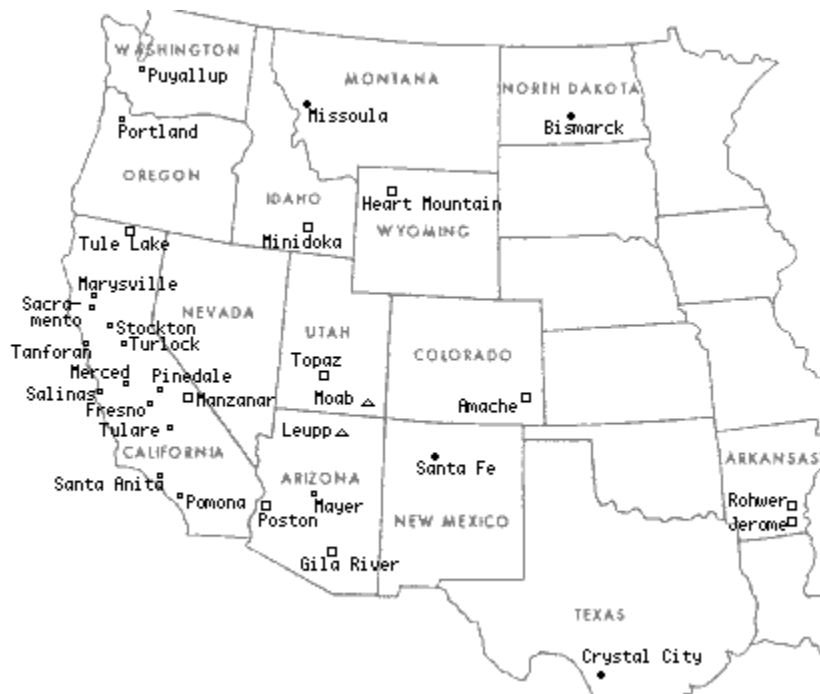 WASHINGTON
Puyallup
MONTANA
NORTH DAKOTA
Missoula
Bismarck
Portland
OREGON
IDAHO
Heart Mountain
WYOMING
Tule Lake
Minidoka
Marysville
Sacra-
mento
NEVADA
Stockton
UTAH
Turlock
Tanforan
COLORADO
Topaz
Merced
Pinedale
Salinas
Manzanar
Moab
Amache
Fresno
Tulare
Leupp
CALIFORNIA
ARKANSAS
Santa Fe
Santa Anita
ARIZONA
Pomona
Mayer
Rohwer
Poston
NEW MEXICO
Jerome
Gila River
TEXAS
Crystal City